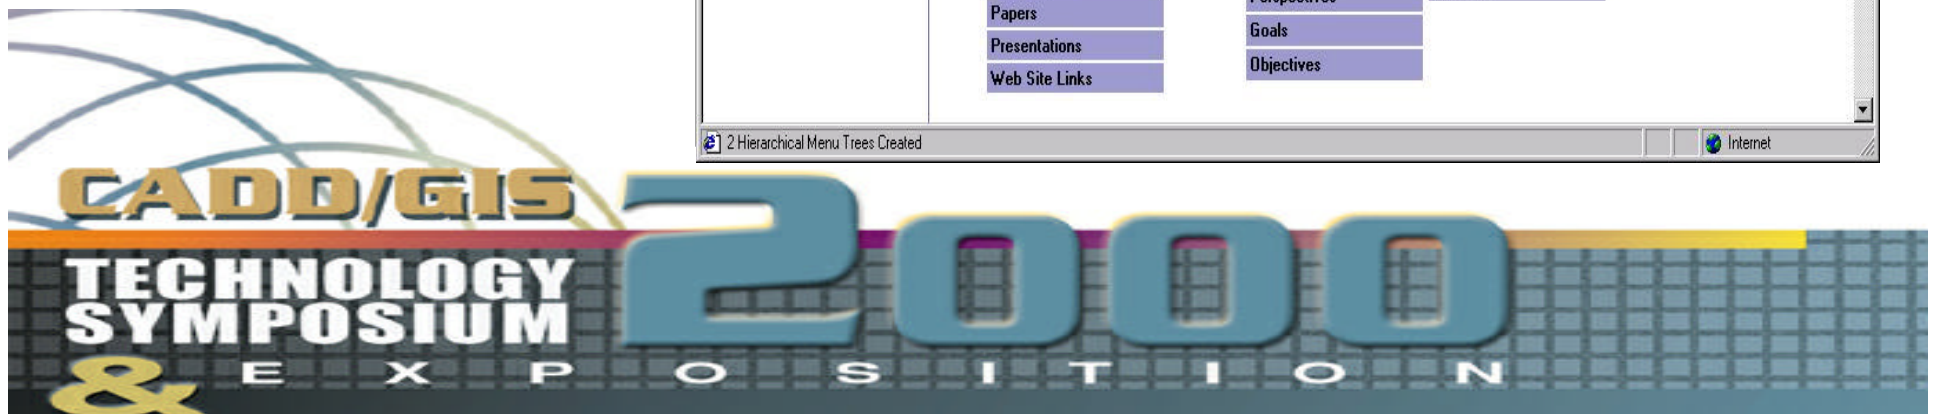 Papers
Presentations
Web Site Links
Perspectives
Goals
Objectives
2 Hierarchical Menu Trees Created
Internet
CADD/GIS
2000
TECHNOLOGY
SYMPOSIUM
& EXPOSITION